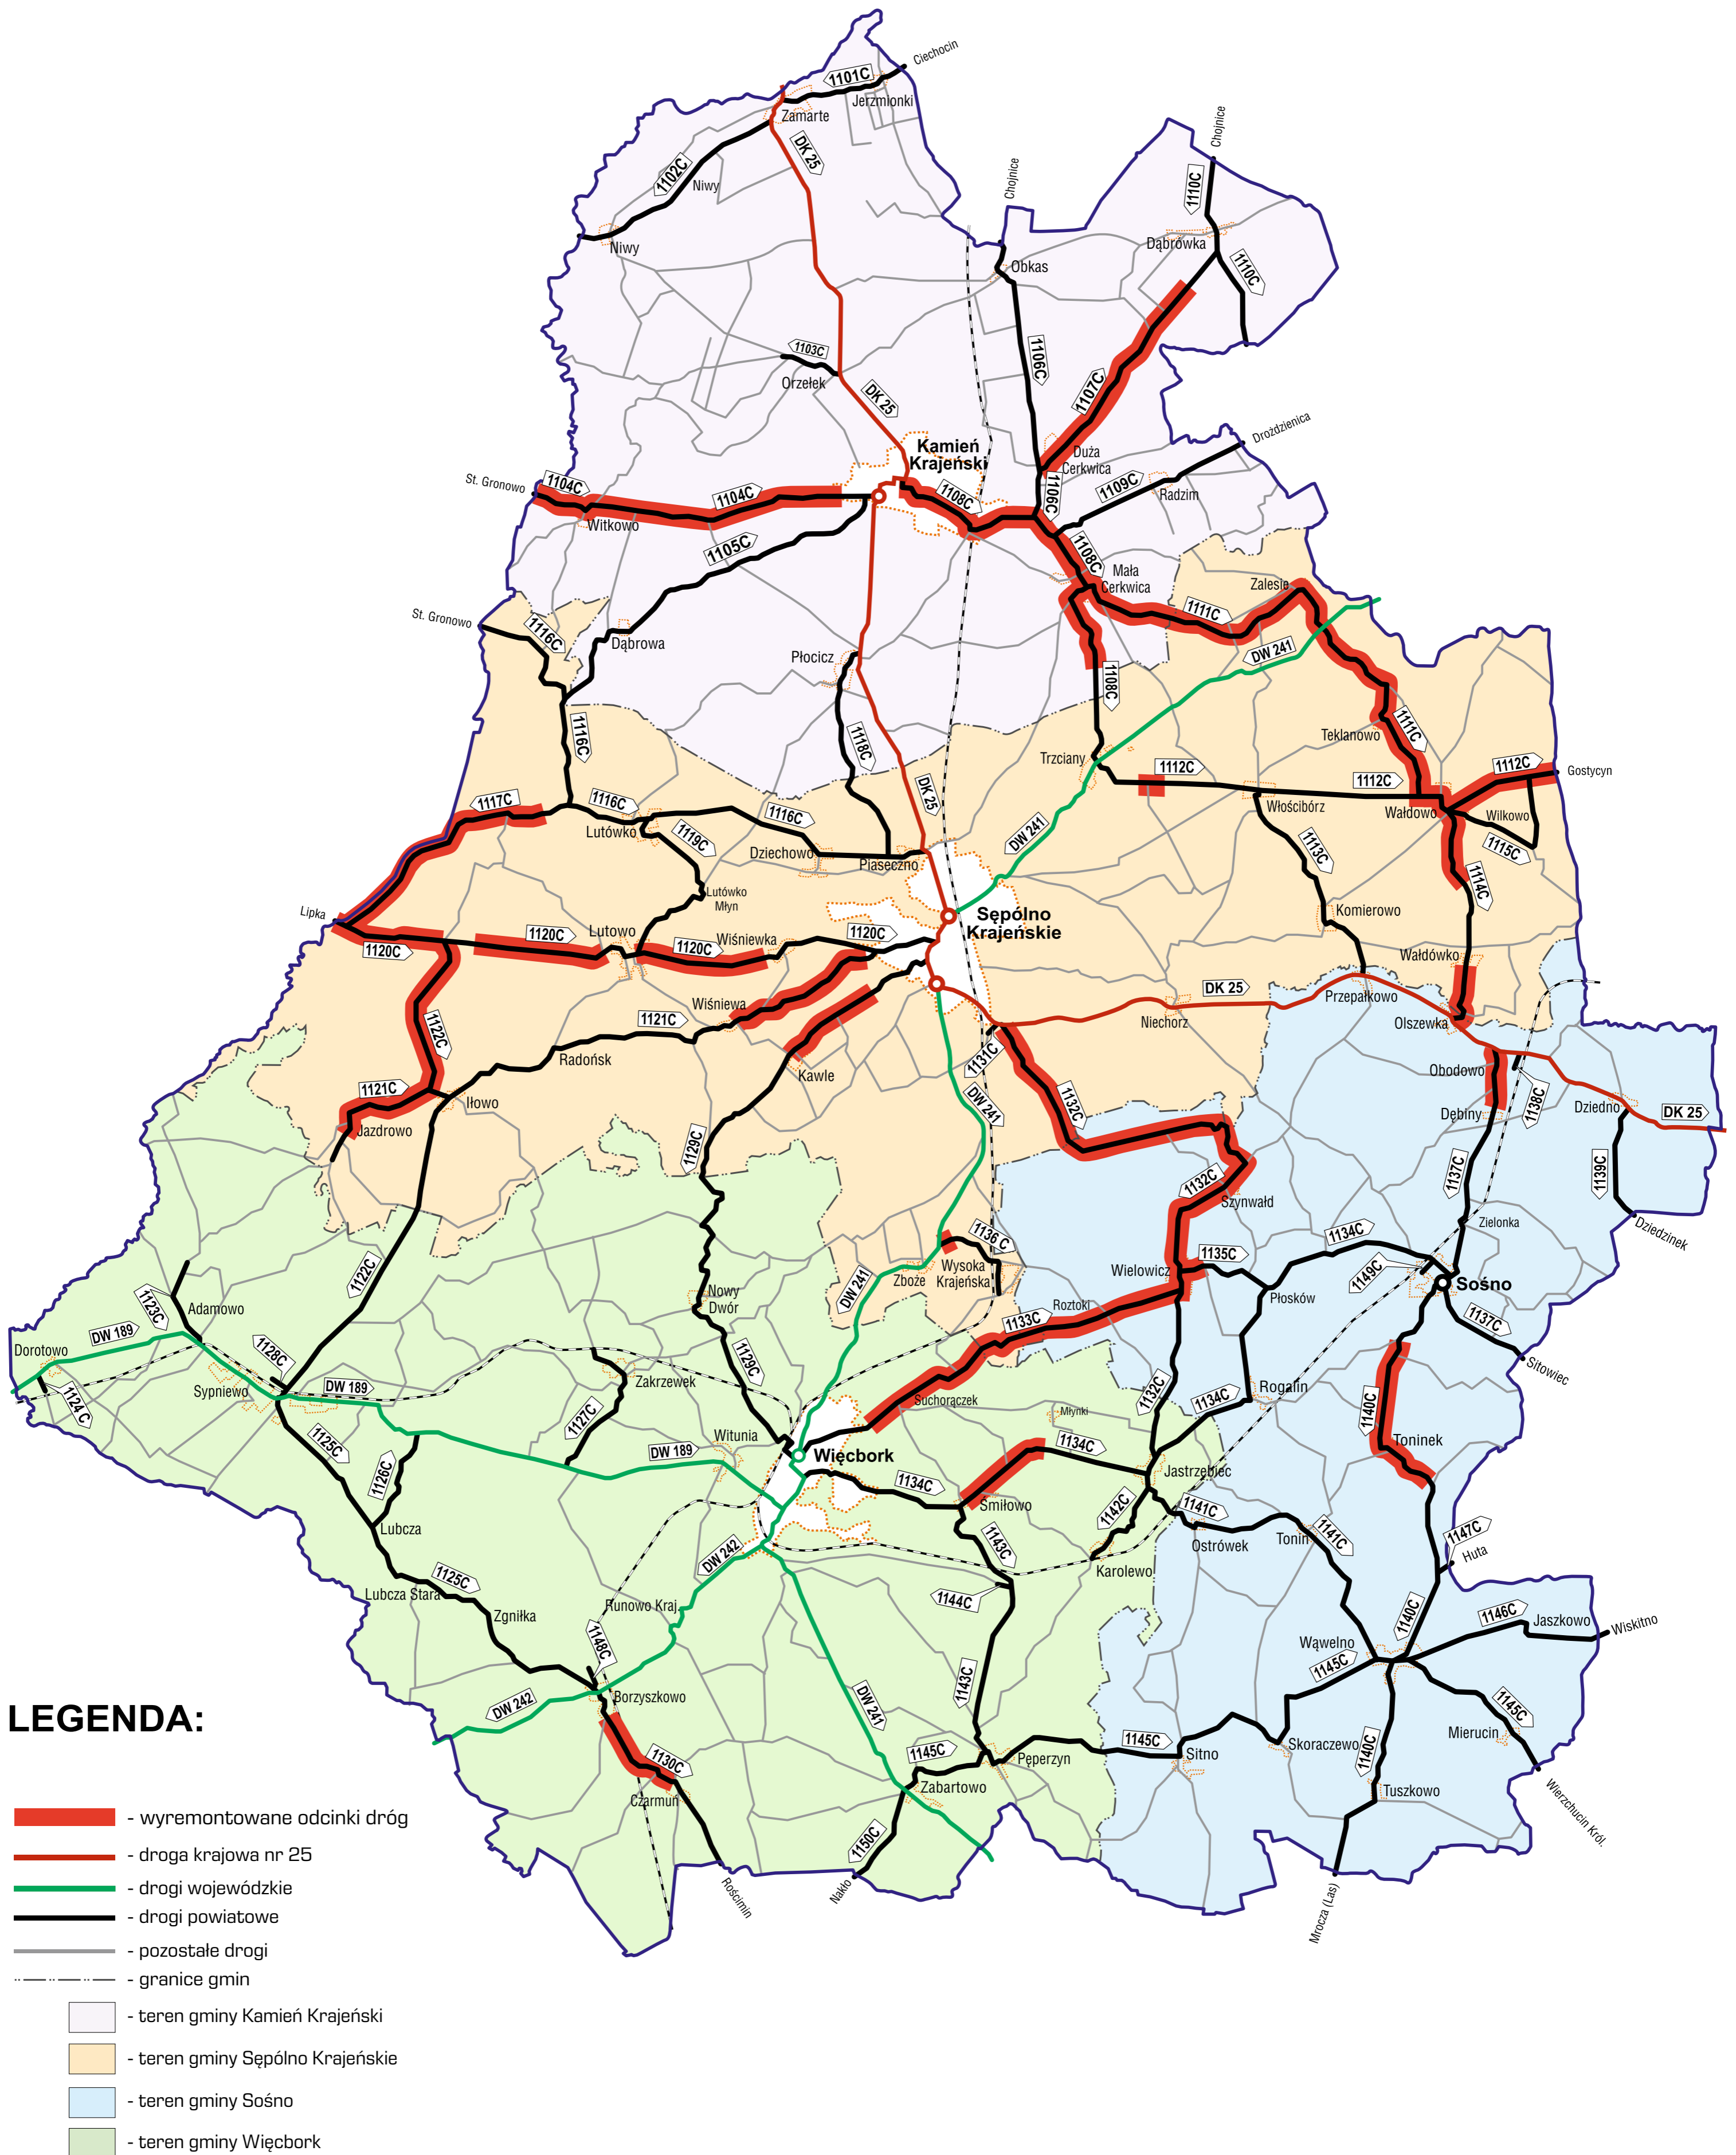 Ciechocin
1101C
Jerzmionki
Zamarte
DK 25
Chojnice
1102C
Niwy
Chojnice
1110C
Niwy
Dąbrówka
Obkas
1110C
1103C
1106C
Orzełek
DK 25
1107C
Drożdzienica
Kamień
Krajeński
Duża
Cerkwica
St. Gronowo
1104C
1104C
1108C
1106C
1109C
Radzim
Witkowo
1105C
1108C
Mała
Cerkwica
Zalesie
St. Gronowo
1116C
1111C
Dąbrowa
Płocicz
DW 241
1108C
1116C
1118C
Teklanowo
1111C
Trzciany
1112C
1112C
1112C
Gostycyn
DK 25
1117C
1116C
1116C
Włościbórz
Wałdowo
Wilkowo
Lutówko
1119C
DW 241
1113C
1115C
Dziechowo
Piaseczno
1114C
Lutówko
Młyn
Lipka
Sępólno
Krajeńskie
Komierowo
1120C
1120C
Lutowo
1120C
Wiśniewka
1120C
Wałdówko
Wiśniewa
DK 25
Przepałkowo
1122C
1121C
Niechorz
Olszewka
Radońsk
1131C
Kawle
Obodowo
1121C
Iłowo
DW 241
1132C
Dębiny
1138C
Dziedno
DK 25
Jazdrowo
1129C
1137C
1139C
1132C
Szynwałd
Zielonka
Dziedzinek
1136 C
1134C
1122C
Zboże
Wysoka
Krajeńska
1135C
Wielowicz
1149C
1123C
Adamowo
Nowy
Dwór
DW 241
Roztoki
Płosków
Sośno
DW 189
1133C
1137C
Dorotowo
1128C
1129C
Sitowiec
1124 C
Sypniewo
DW 189
Zakrzewek
Suchorączek
1132C
1134C
Rogalin
1127C
Młynki
1140C
1125C
Witunia
1134C
Toninek
1126C
DW 189
Więcbork
1134C
Jastrzębiec
Śmiłowo
1142C
1141C
Lubcza
1143C
Ostrówek
Tonin
1141C
1147C
Huta
DW 242
1125C
Karolewo
Lubcza Stara
Runowo Kraj.
1144C
1140C
1146C
Jaszkowo
Wiskitno
Zgniłka
1148C
Wąwelno
1145C
1143C
Borzyszkowo
DW 242
DW 241
1145C
LEGENDA:
1130C
1145C
Pęperzyn
1145C
Sitno
Skoraczewo
1140C
Mierucin
Czarmuń
Zabartowo
Tuszkowo
Wierzchucin Król.
1150C
Nakło
Rościmin
Mrocza (Las)
- wyremontowane odcinki dróg
- droga krajowa nr 25
- drogi wojewódzkie
- drogi powiatowe
- pozostałe drogi
- granice gmin
- teren gminy Kamień Krajeński
- teren gminy Sępólno Krajeńskie
- teren gminy Sośno
- teren gminy Więcbork